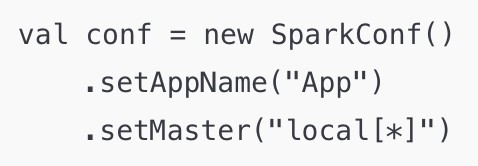 val conf = new SparkConf()
    .setAppName("App")
    .setMaster("local[*]")